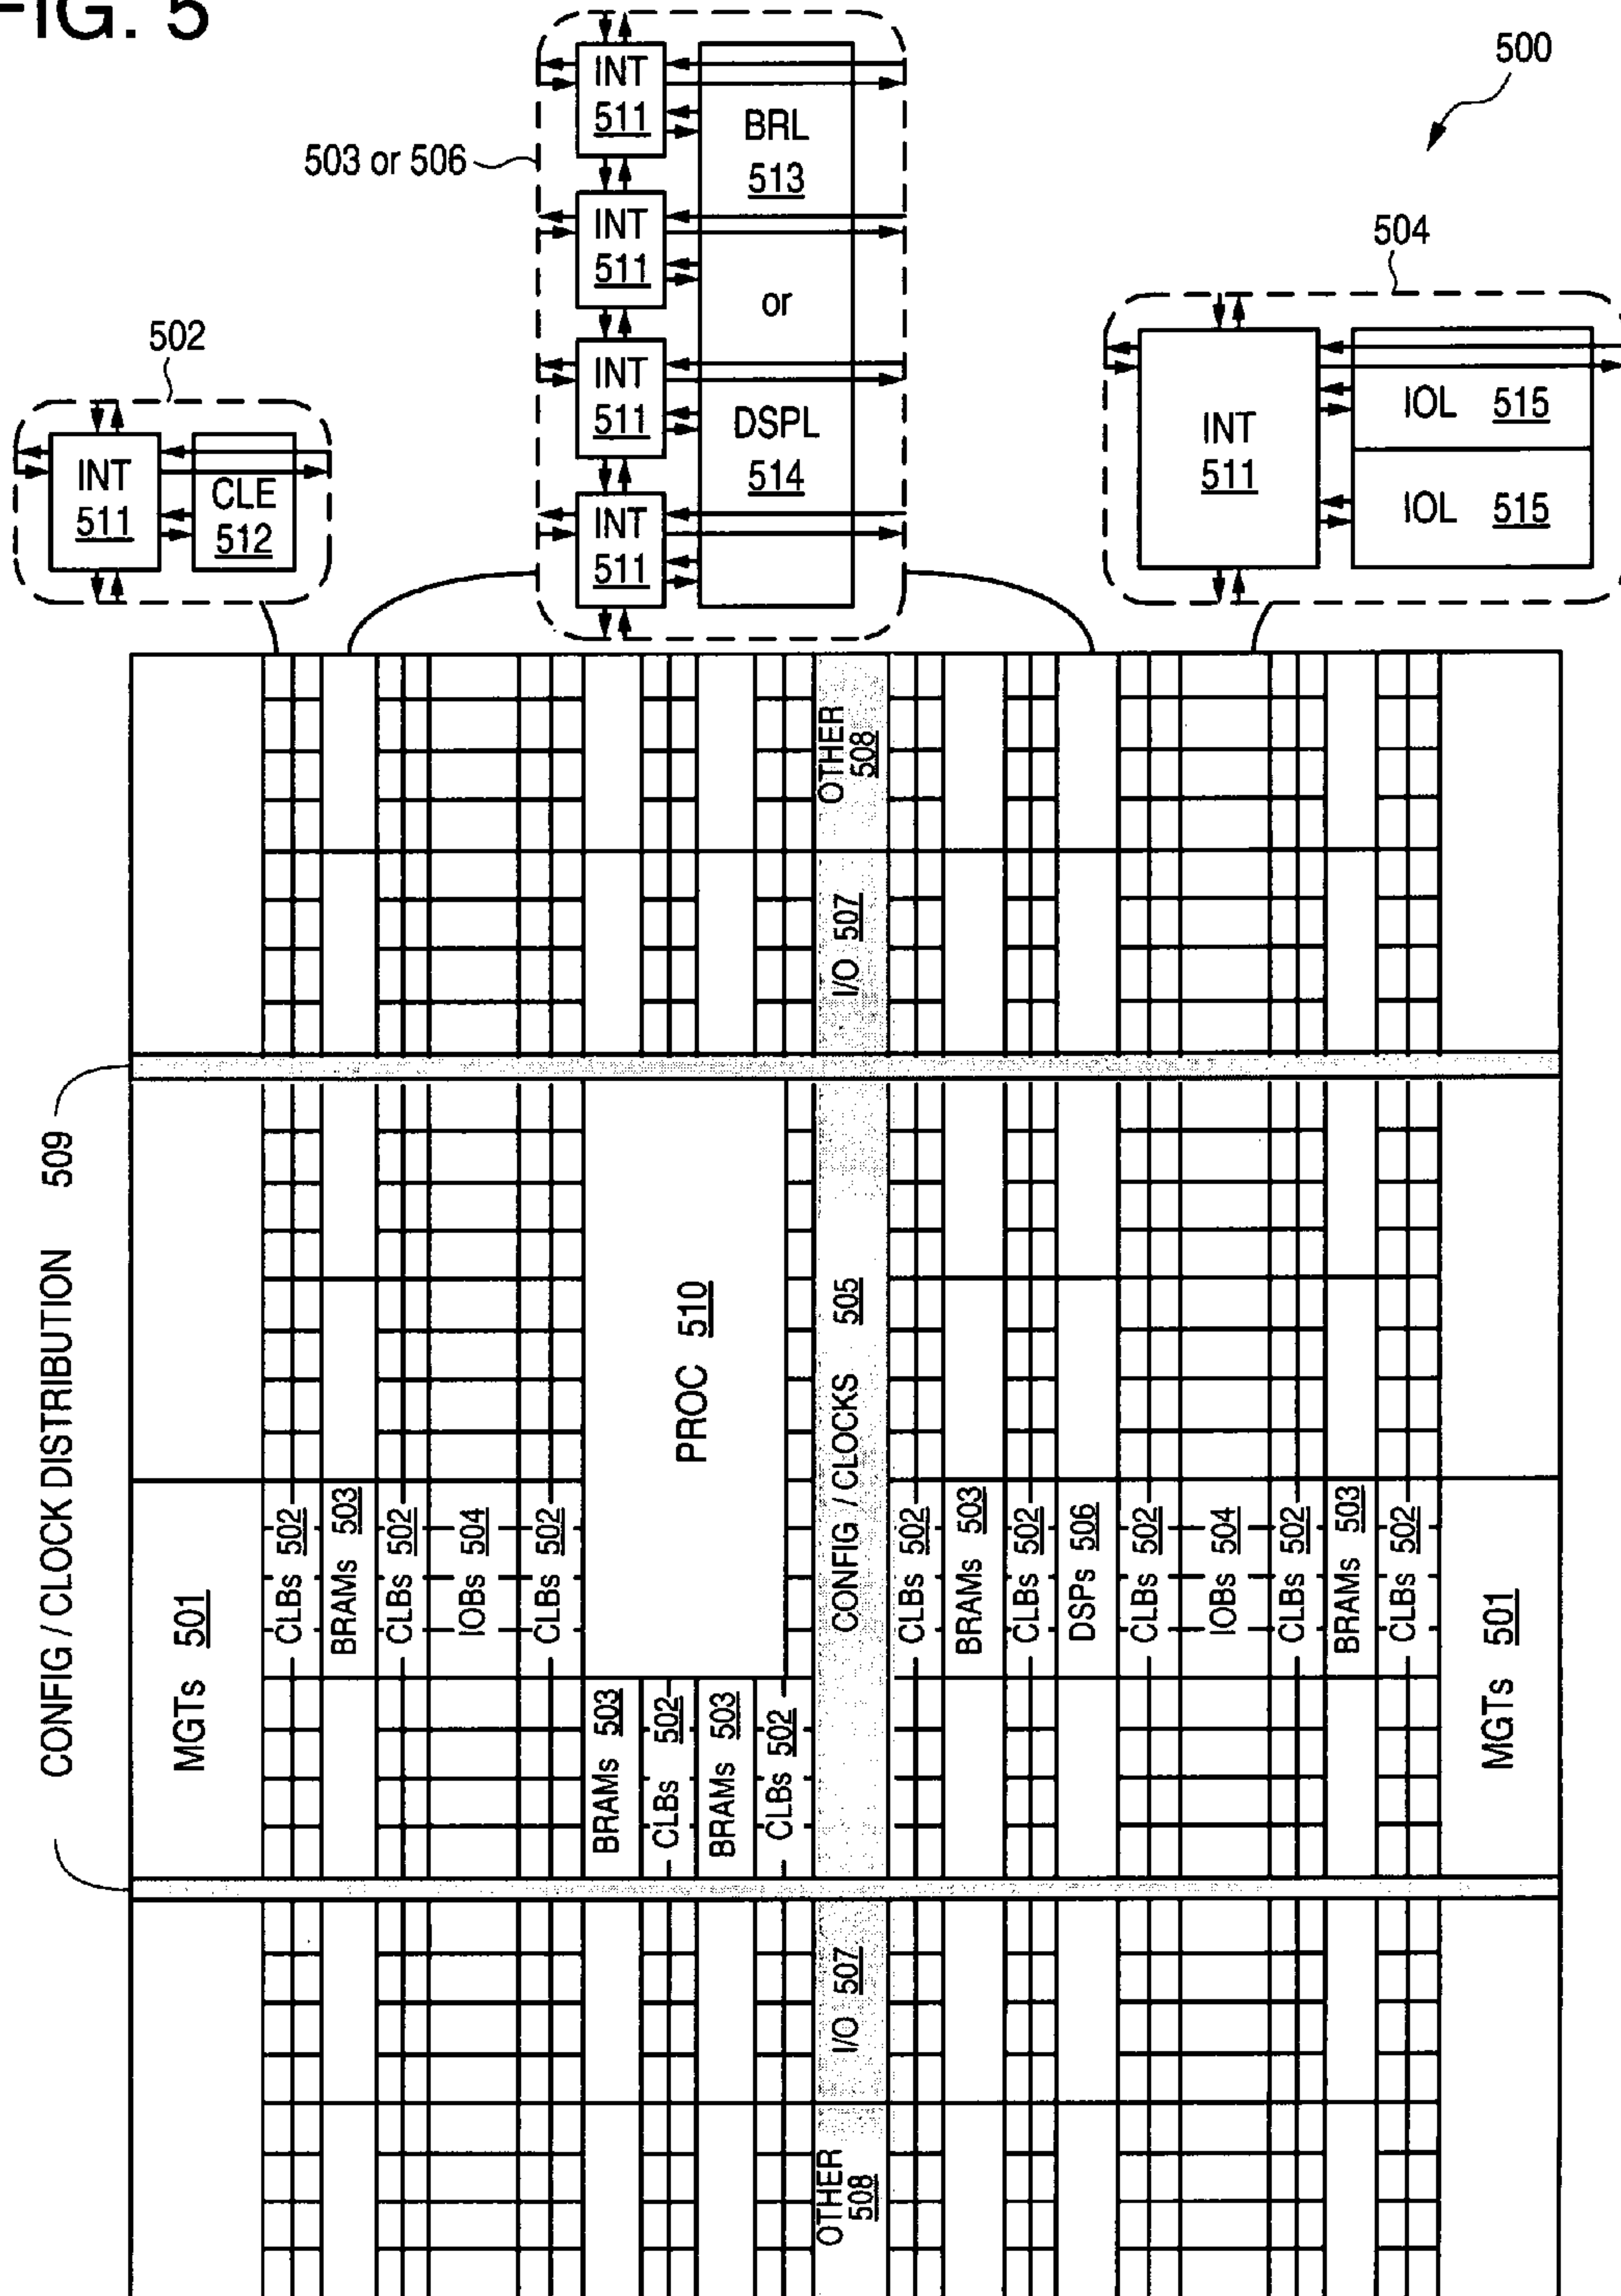 FIG. 5
500
503 or 506
INT
511
INT
511
INT
511
INT
511
BRL
513
or
DSPL
514
504
INT
511
IOL 515
IOL 515
502
INT
511
CLE
512
OTHER
508
I/O 507
CONFIG / CLOCK DISTRIBUTION 509
PROC 510
CONFIG / CLOCKS 505
MGTs 501
CLBs 502
BRAMs 503
CLBs 502
IOBs 504
CLBs 502
BRAMs 503
CLBs 502
BRAMs 503
CLBs 502
CLBs 502
BRAMs 503
CLBs 502
DSPs 506
CLBs 502
IOBs 504
CLBs 502
BRAMs 503
CLBs 502
MGTs 501
I/O 507
OTHER
508